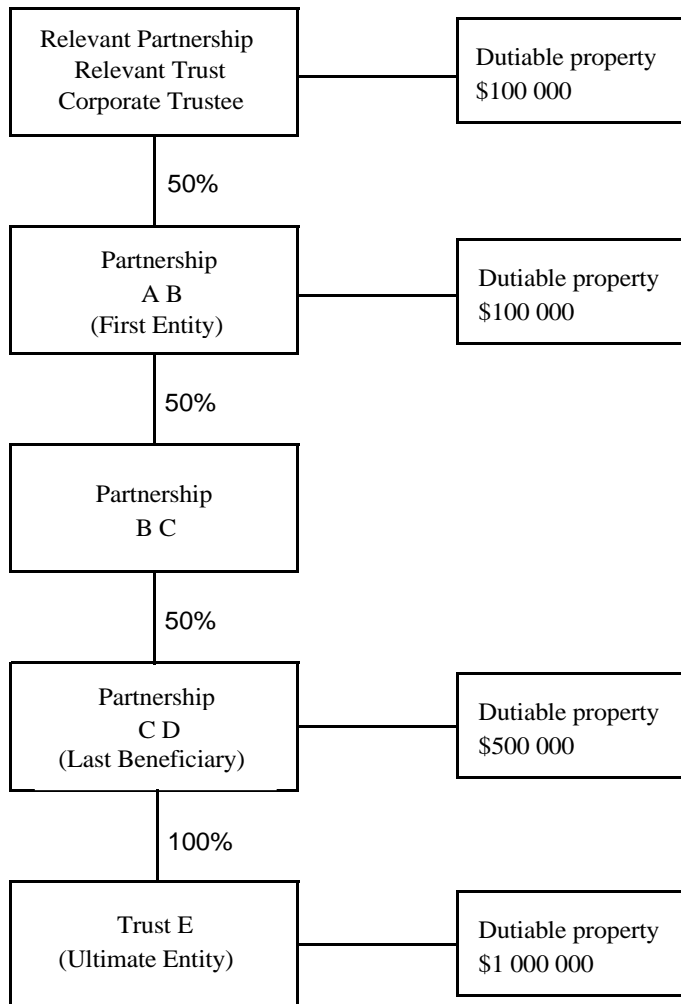 Relevant Partnership
Relevant Trust
Corporate Trustee
Dutiable property
$100 000
50%
Partnership
A B
(First Entity)
Dutiable property
$100 000
50%
Partnership
B C
50%
Partnership
C D
(Last Beneficiary)
Dutiable property
$500 000
100%
Trust E
(Ultimate Entity)
Dutiable property
$1 000 000